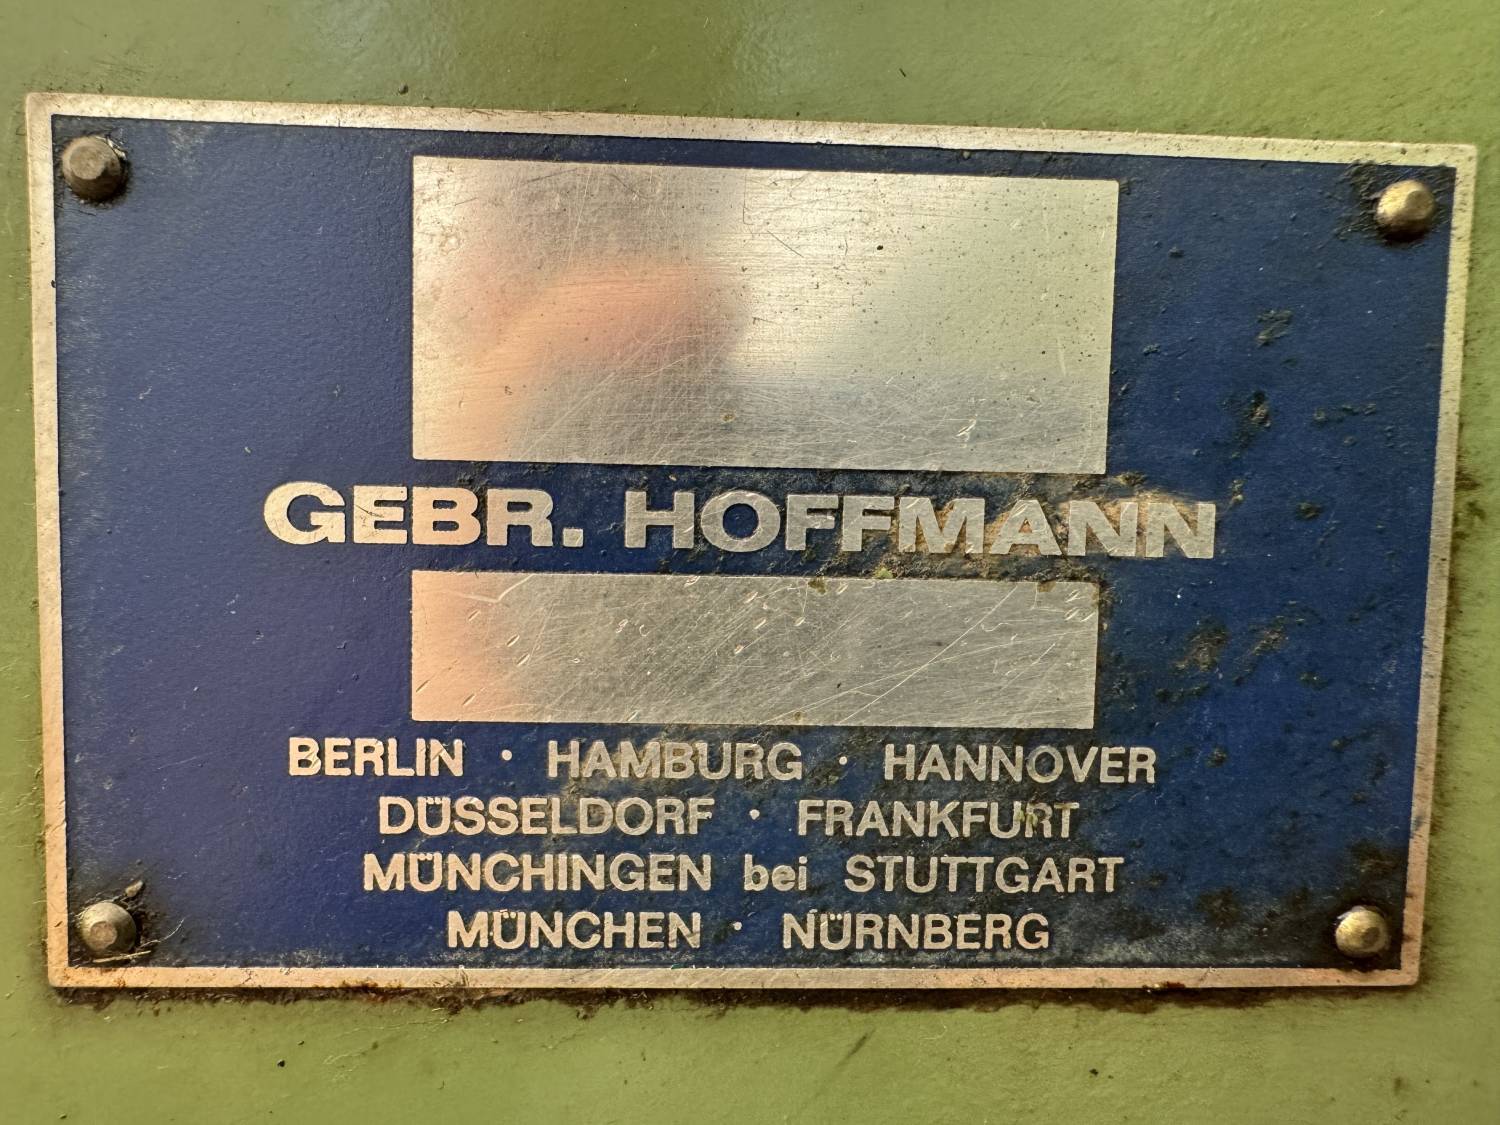 GEBR. HOFFMANN
BERLIN · HAMBURG · HANNOVER
DÜSSELDORF · FRANKFURT
MÜNCHINGEN bei STUTTGART
MÜNCHEN · NÜRNBERG